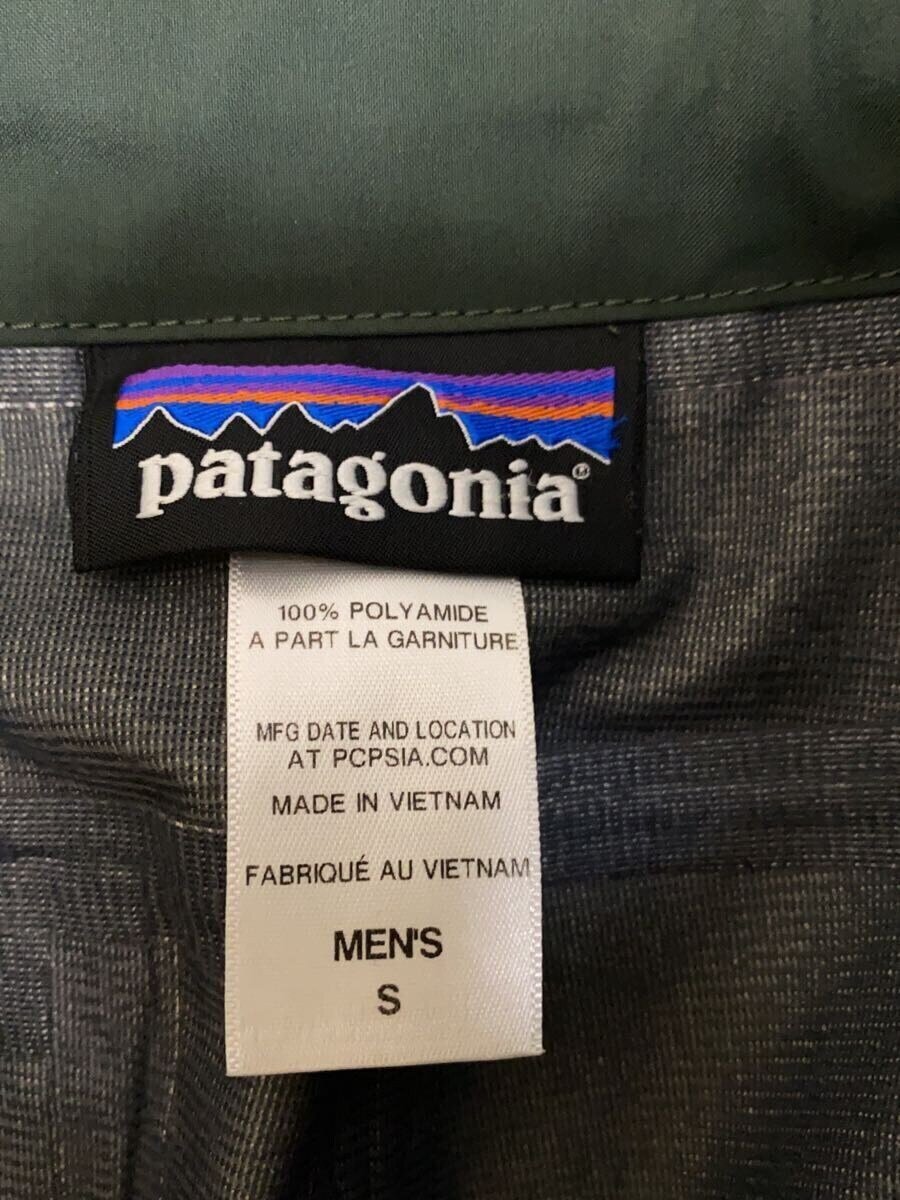 patagonia®
100% POLYAMIDE
A PART LA GARNITURE
MFG DATE AND LOCATION
AT PCPSIA.COM
MADE IN VIETNAM
FABRIQUÉ AU VIETNAM
MEN'S
S